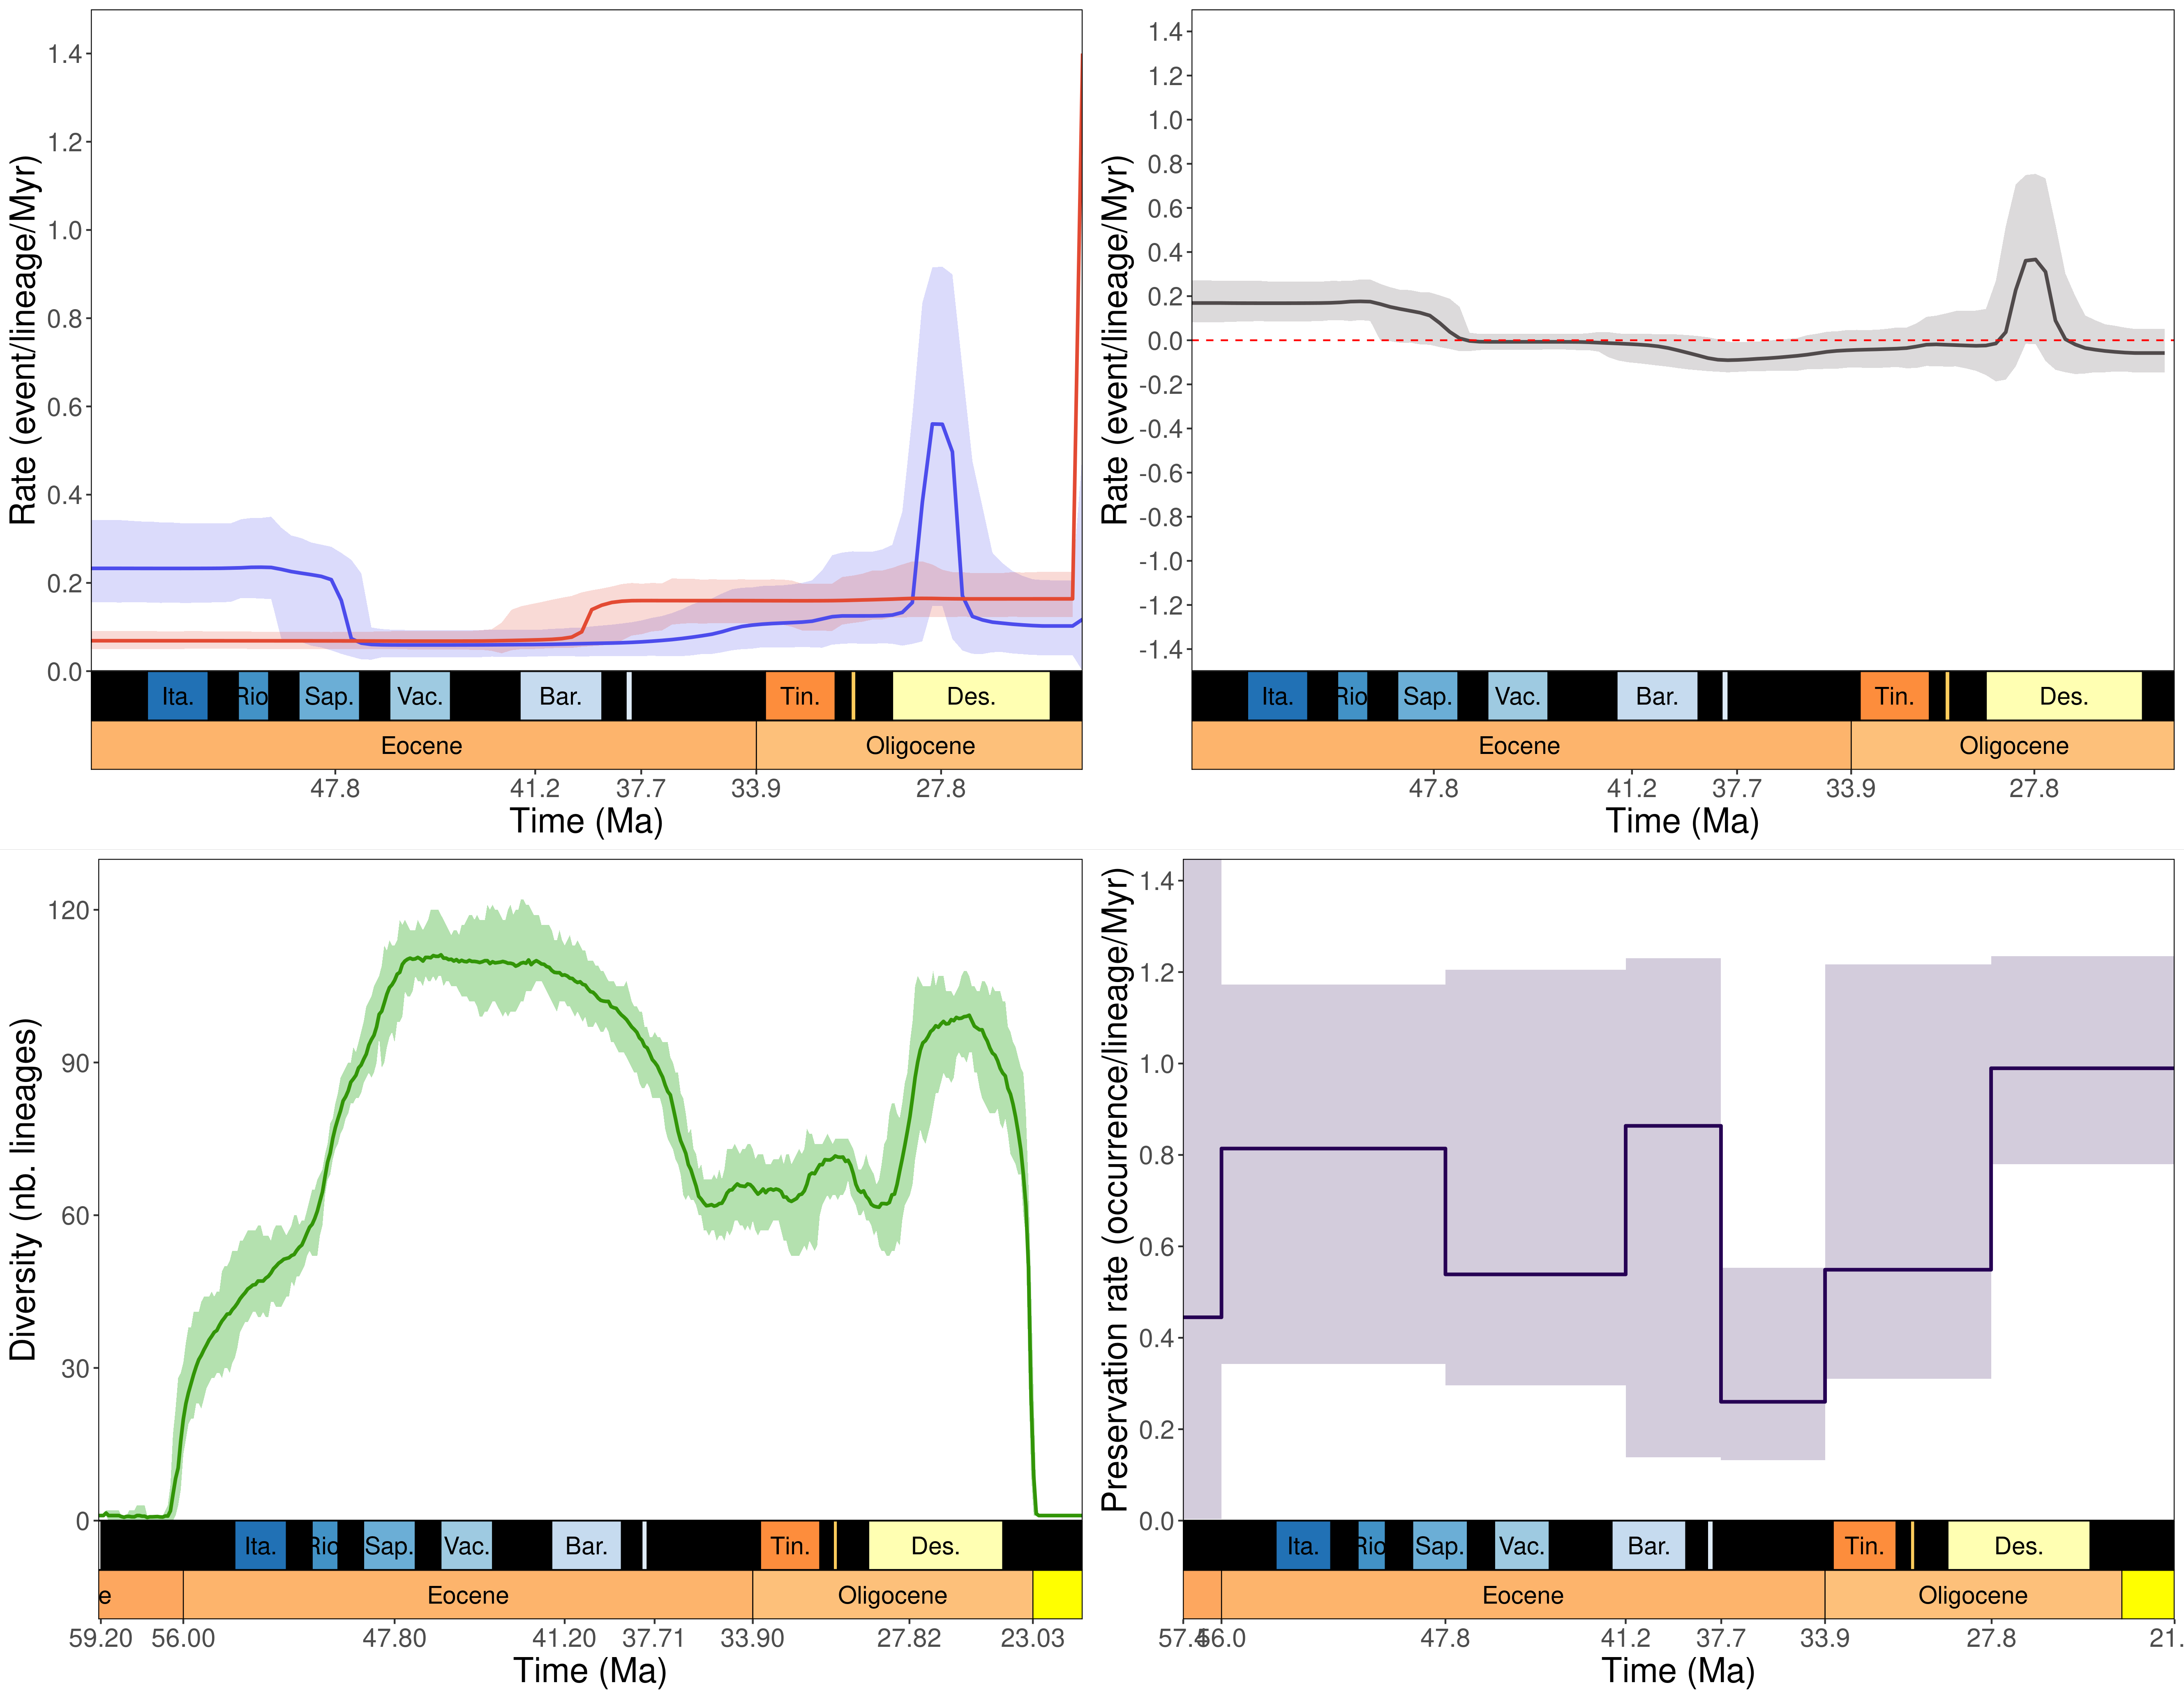 Rate (event/lineage/Myr)
1.4
1.2
1.0
0.8
0.6
0.4
0.2
0.0
Ita. Rio Sap. Vac. Bar. Tin. Des.
Eocene Oligocene
47.8 41.2 37.7 33.9 27.8
Time (Ma)
Rate (event/lineage/Myr)
1.4
1.2
1.0
0.8
0.6
0.4
0.2
0.0
-0.2
-0.4
-0.6
-0.8
-1.0
-1.2
-1.4
Ita. Rio Sap. Vac. Bar. Tin. Des.
Eocene Oligocene
47.8 41.2 37.7 33.9 27.8
Time (Ma)
Diversity (nb. lineages)
120
90
60
30
0
Ita. Rio Sap. Vac. Bar. Tin. Des.
e Eocene Oligocene
59.20 56.00 47.80 41.20 37.71 33.90 27.82 23.03
Time (Ma)
Preservation rate (occurrence/lineage/Myr)
1.4
1.2
1.0
0.8
0.6
0.4
0.2
0.0
Ita. Rio Sap. Vac. Bar. Tin. Des.
Eocene Oligocene
56.0 47.8 41.2 37.7 33.9 27.8 21.
Time (Ma)